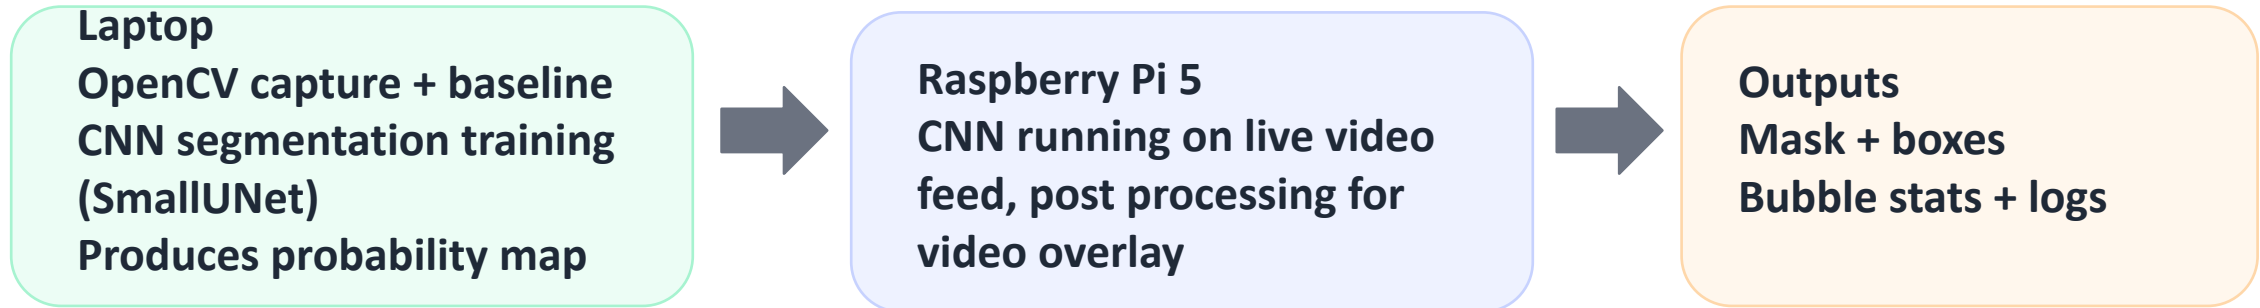 Laptop
OpenCV capture + baseline
CNN segmentation training
(SmallUNet)
Produces probability map
Raspberry Pi 5
CNN running on live video
feed, post processing for
video overlay
Outputs
Mask + boxes
Bubble stats + logs